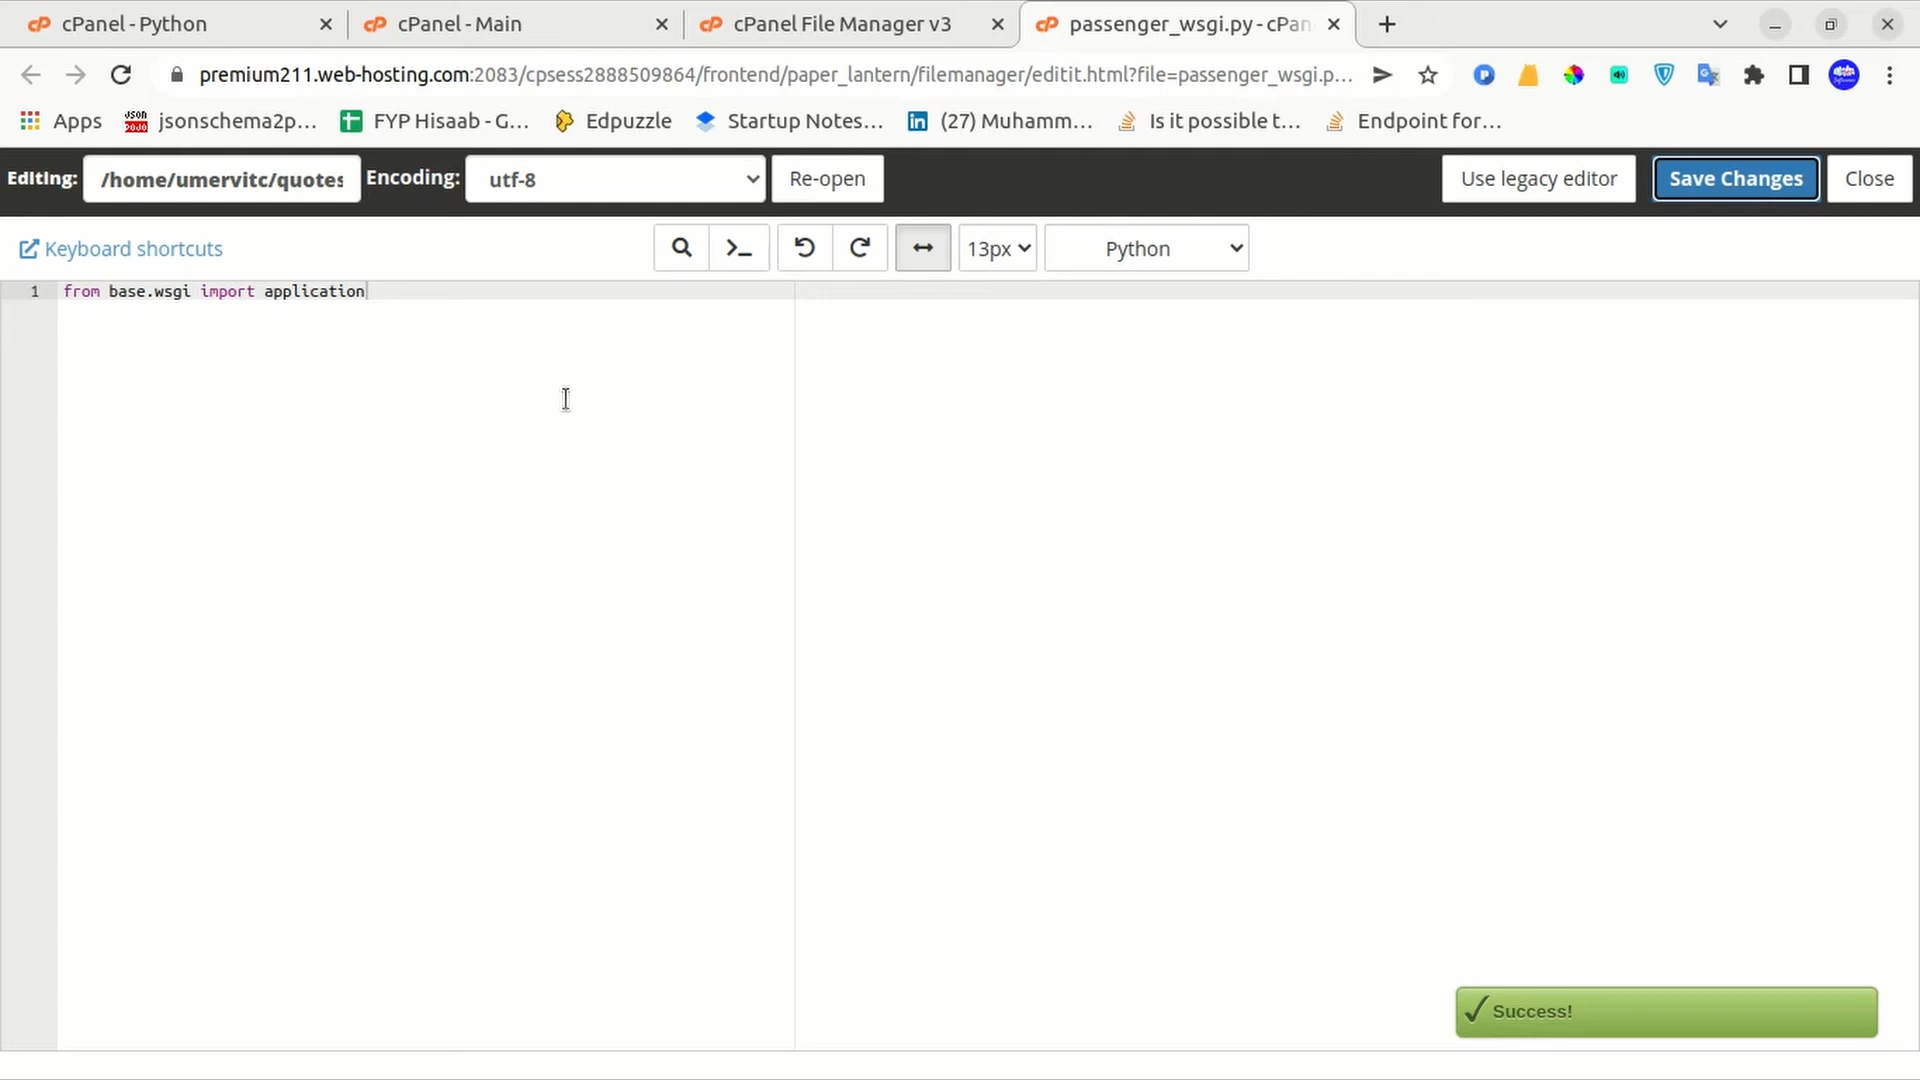 cPanel - Python
cPanel - Main
cPanel File Manager v3
passenger_wsgi.py - cPan
premium211.web-hosting.com:2083/cpsess2888509864/frontend/paper_lantern/filemanager/editit.html?file=passenger_wsgi.p...
Apps
jsonschema2p...
FYP Hisaab - G...
Edpuzzle
Startup Notes...
(27) Muhamm...
Is it possible t...
Endpoint for...
Editing:
/home/umervitc/quotes
Encoding:
utf-8
Re-open
Use legacy editor
Save Changes
Close
Keyboard shortcuts
13px
Python
1 from base.wsgi import application
Success!